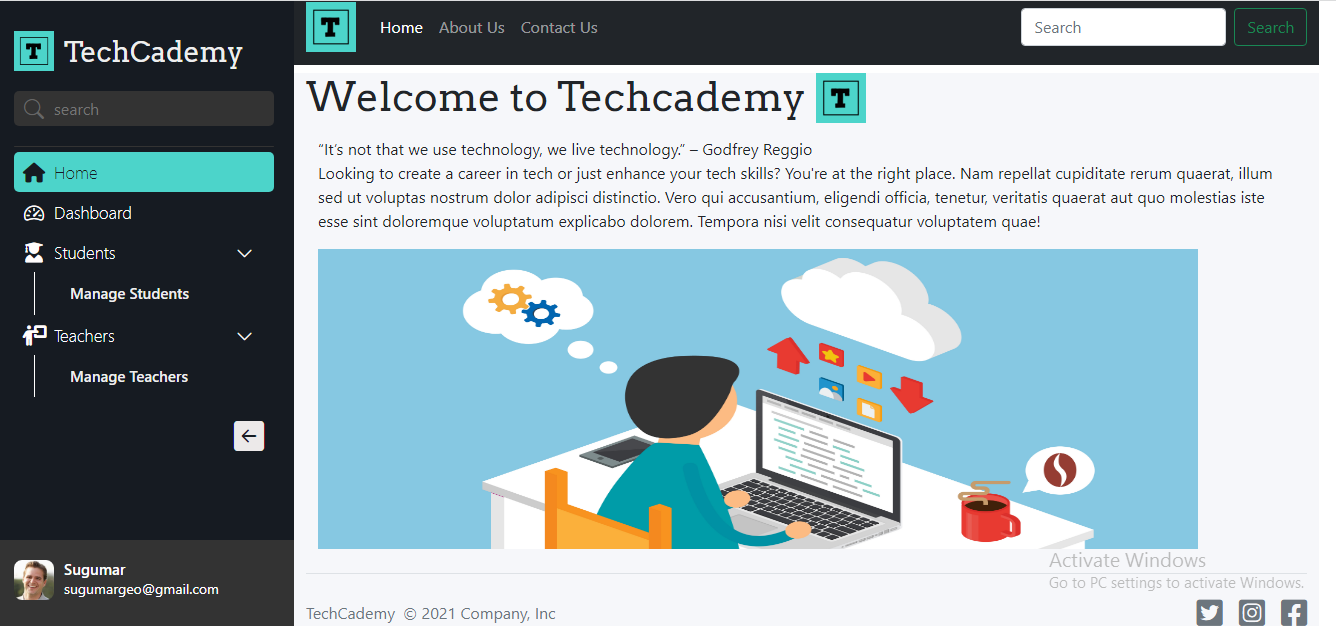 T TechCademy
search
Home
Dashboard
Students
Manage Students
Teachers
Manage Teachers
Sugumar
sugumargeo@gmail.com
T Home About Us Contact Us Search Search
Welcome to Techcademy T
“It’s not that we use technology, we live technology.” – Godfrey Reggio
Looking to create a career in tech or just enhance your tech skills? You're at the right place. Nam repellat cupiditate rerum quaerat, illum
sed ut voluptas nostrum dolor adipisci distinctio. Vero qui accusantium, eligendi officia, tenetur, veritatis quaerat aut quo molestias iste
esse sint doloremque voluptatum explicabo dolorem. Tempora nisi velit consequatur voluptatem quae!
Activate Windows
Go to PC settings to activate Windows.
TechCademy © 2021 Company, Inc